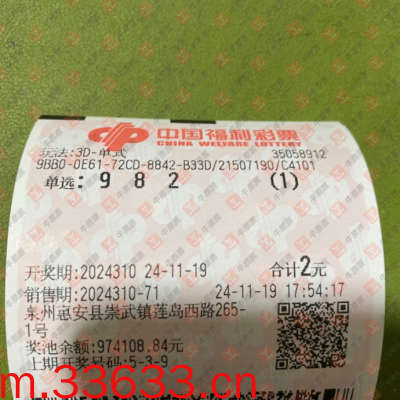 中国福利彩票
CHINA WELFARE LOTTERY
玩法:3D-单式 35058912
9BB0-0E61-72CD-8842-B33D/21507190/C4101
单选: 9 8 2 (1)
开奖期:2024310 24-11-19 合计2元
销售期:2024310-71 24-11-19 17:54:17
泉州惠安县崇武镇莲岛西路265-
1号
奖池余额:974108.84元
上期开奖号码:5-3-9
m.33633.com.cn